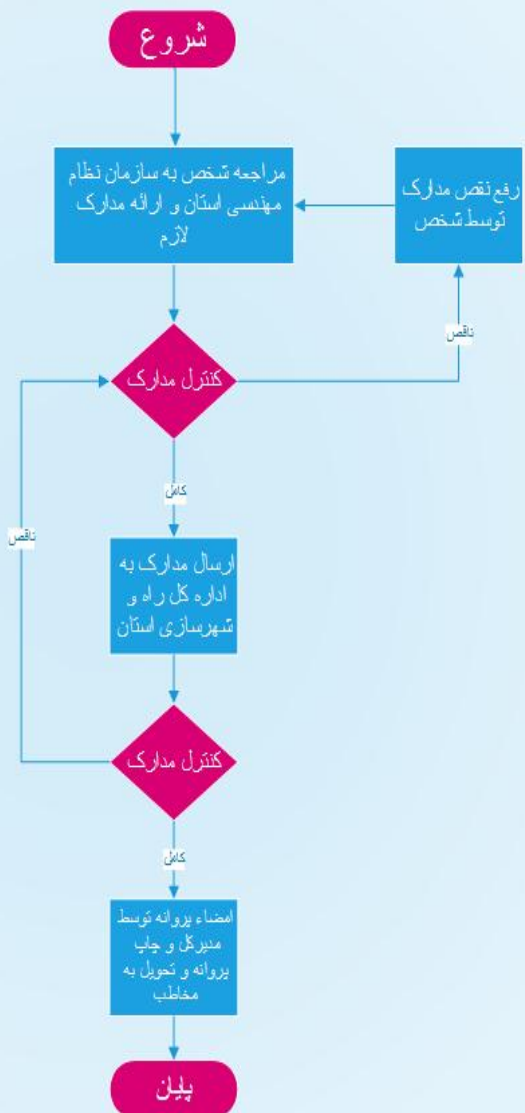 شروع
مراجعه شخص به سازمان نظام
مهندسی استان و ارائه مدارک
لازم
رفع نقص مدارک
توسط شخص
کنترل مدارک
ناقص
کامل
ناقص
ارسال مدارک به
اداره کل راه و
شهرسازی استان
کنترل مدارک
کامل
امضاء پروانه توسط
مدیرکل و چاپ
پروانه و تحویل به
مخاطب
پایان